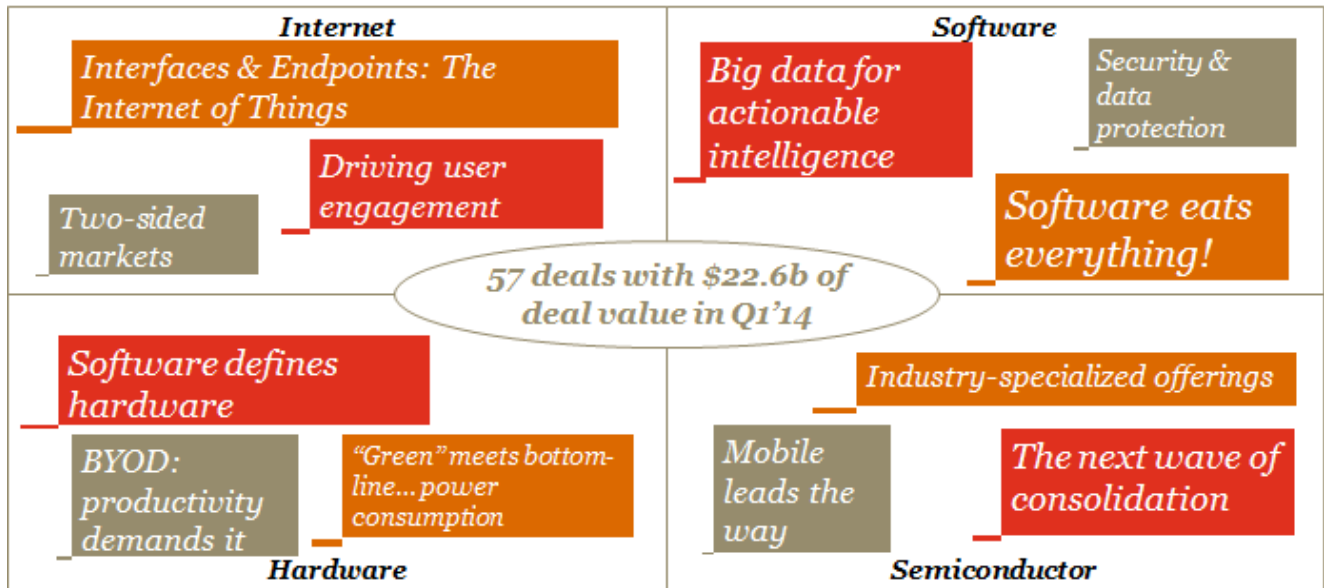 Internet
Interfaces & Endpoints: The
Internet of Things
Driving user
engagement
Two-sided
markets
Software
Big data for
actionable
intelligence
Security &
data
protection
Software eats
everything!
57 deals with $22.6b of
deal value in Q1’14
Software defines
hardware
BYOD:
productivity
demands it
“Green” meets bottom-
line... power
consumption
Hardware
Industry-specialized offerings
Mobile
leads the
way
The next wave of
consolidation
Semiconductor